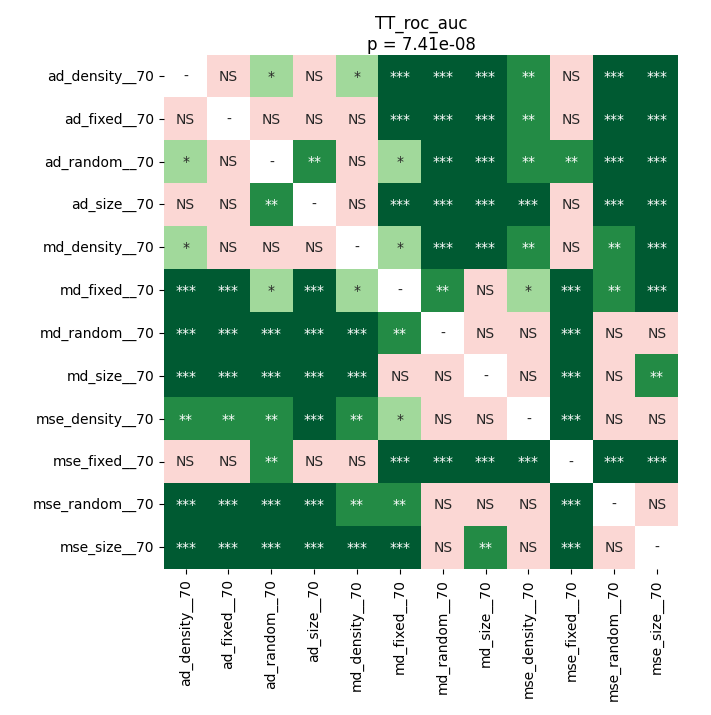 TT_roc_auc
p = 7.41e-08
ad_density__70 - NS * NS * *** *** *** ** NS *** ***
ad_fixed__70 NS - NS NS NS *** *** *** ** NS *** ***
ad_random__70 * NS - ** NS * *** *** ** ** *** ***
ad_size__70 NS NS ** - NS *** *** *** *** NS *** ***
md_density__70 * NS NS NS - * *** *** ** NS ** ***
md_fixed__70 *** *** * *** * - ** NS * *** ** ***
md_random__70 *** *** *** *** *** ** - NS NS *** NS NS
md_size__70 *** *** *** *** *** NS NS - NS *** NS **
mse_density__70 ** ** ** *** ** * NS NS - *** NS NS
mse_fixed__70 NS NS ** NS NS *** *** *** *** - *** ***
mse_random__70 *** *** *** *** ** ** NS NS NS *** - NS
mse_size__70 *** *** *** *** *** *** NS ** NS *** NS -
ad_density__70
ad_fixed__70
ad_random__70
ad_size__70
md_density__70
md_fixed__70
md_random__70
md_size__70
mse_density__70
mse_fixed__70
mse_random__70
mse_size__70